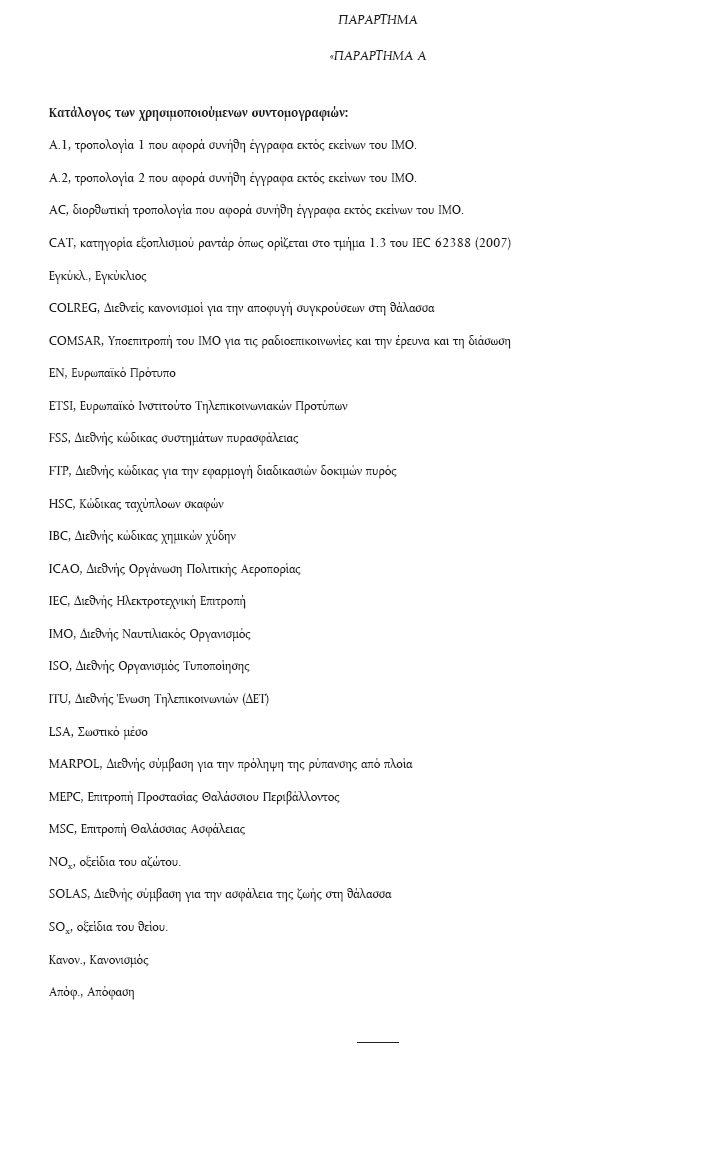 ΠΑΡΑΡΤΗΜΑ
«ΠΑΡΑΡΤΗΜΑ Α
Κατάλογος των χρησιμοποιούμενων συντομογραφιών:
Α.1, τροπολογία 1 που αφορά συνήθη έγγραφα εκτός εκείνων του ΙΜΟ.
Α.2, τροπολογία 2 που αφορά συνήθη έγγραφα εκτός εκείνων του ΙΜΟ.
AC, διορθωτική τροπολογία που αφορά συνήθη έγγραφα εκτός εκείνων του ΙΜΟ.
CAT, κατηγορία εξοπλισμού ραντάρ όπως ορίζεται στο τμήμα 1.3 του IEC 62388 (2007)
Εγκύκλ., Εγκύκλιος
COLREG, Διεθνείς κανονισμοί για την αποφυγή συγκρούσεων στη θάλασσα
COMSAR, Υποεπιτροπή του ΙΜΟ για τις ραδιοεπικοινωνίες και την έρευνα και τη διάσωση
EN, Ευρωπαϊκό Πρότυπο
ETSI, Ευρωπαϊκό Ινστιτούτο Τηλεπικοινωνιακών Προτύπων
FSS, Διεθνής κώδικας συστημάτων πυρασφάλειας
FTP, Διεθνής κώδικας για την εφαρμογή διαδικασιών δοκιμών πυρός
HSC, Κώδικας ταχύπλοων σκαφών
IBC, Διεθνής κώδικας χημικών χύδην
ICAO, Διεθνής Οργάνωση Πολιτικής Αεροπορίας
IEC, Διεθνής Ηλεκτροτεχνική Επιτροπή
IMO, Διεθνής Ναυτιλιακός Οργανισμός
ISO, Διεθνής Οργανισμός Τυποποίησης
ITU, Διεθνής Ένωση Τηλεπικοινωνιών (ΔΕΤ)
LSA, Σωστικό μέσο
MARPOL, Διεθνής σύμβαση για την πρόληψη της ρύπανσης από πλοία
MEPC, Επιτροπή Προστασίας Θαλάσσιου Περιβάλλοντος
MSC, Επιτροπή Θαλάσσιας Ασφάλειας
NOx, οξείδια του αζώτου.
SOLAS, Διεθνής σύμβαση για την ασφάλεια της ζωής στη θάλασσα
SOx, οξείδια του θείου.
Κανον., Κανονισμός
Απόφ., Απόφαση